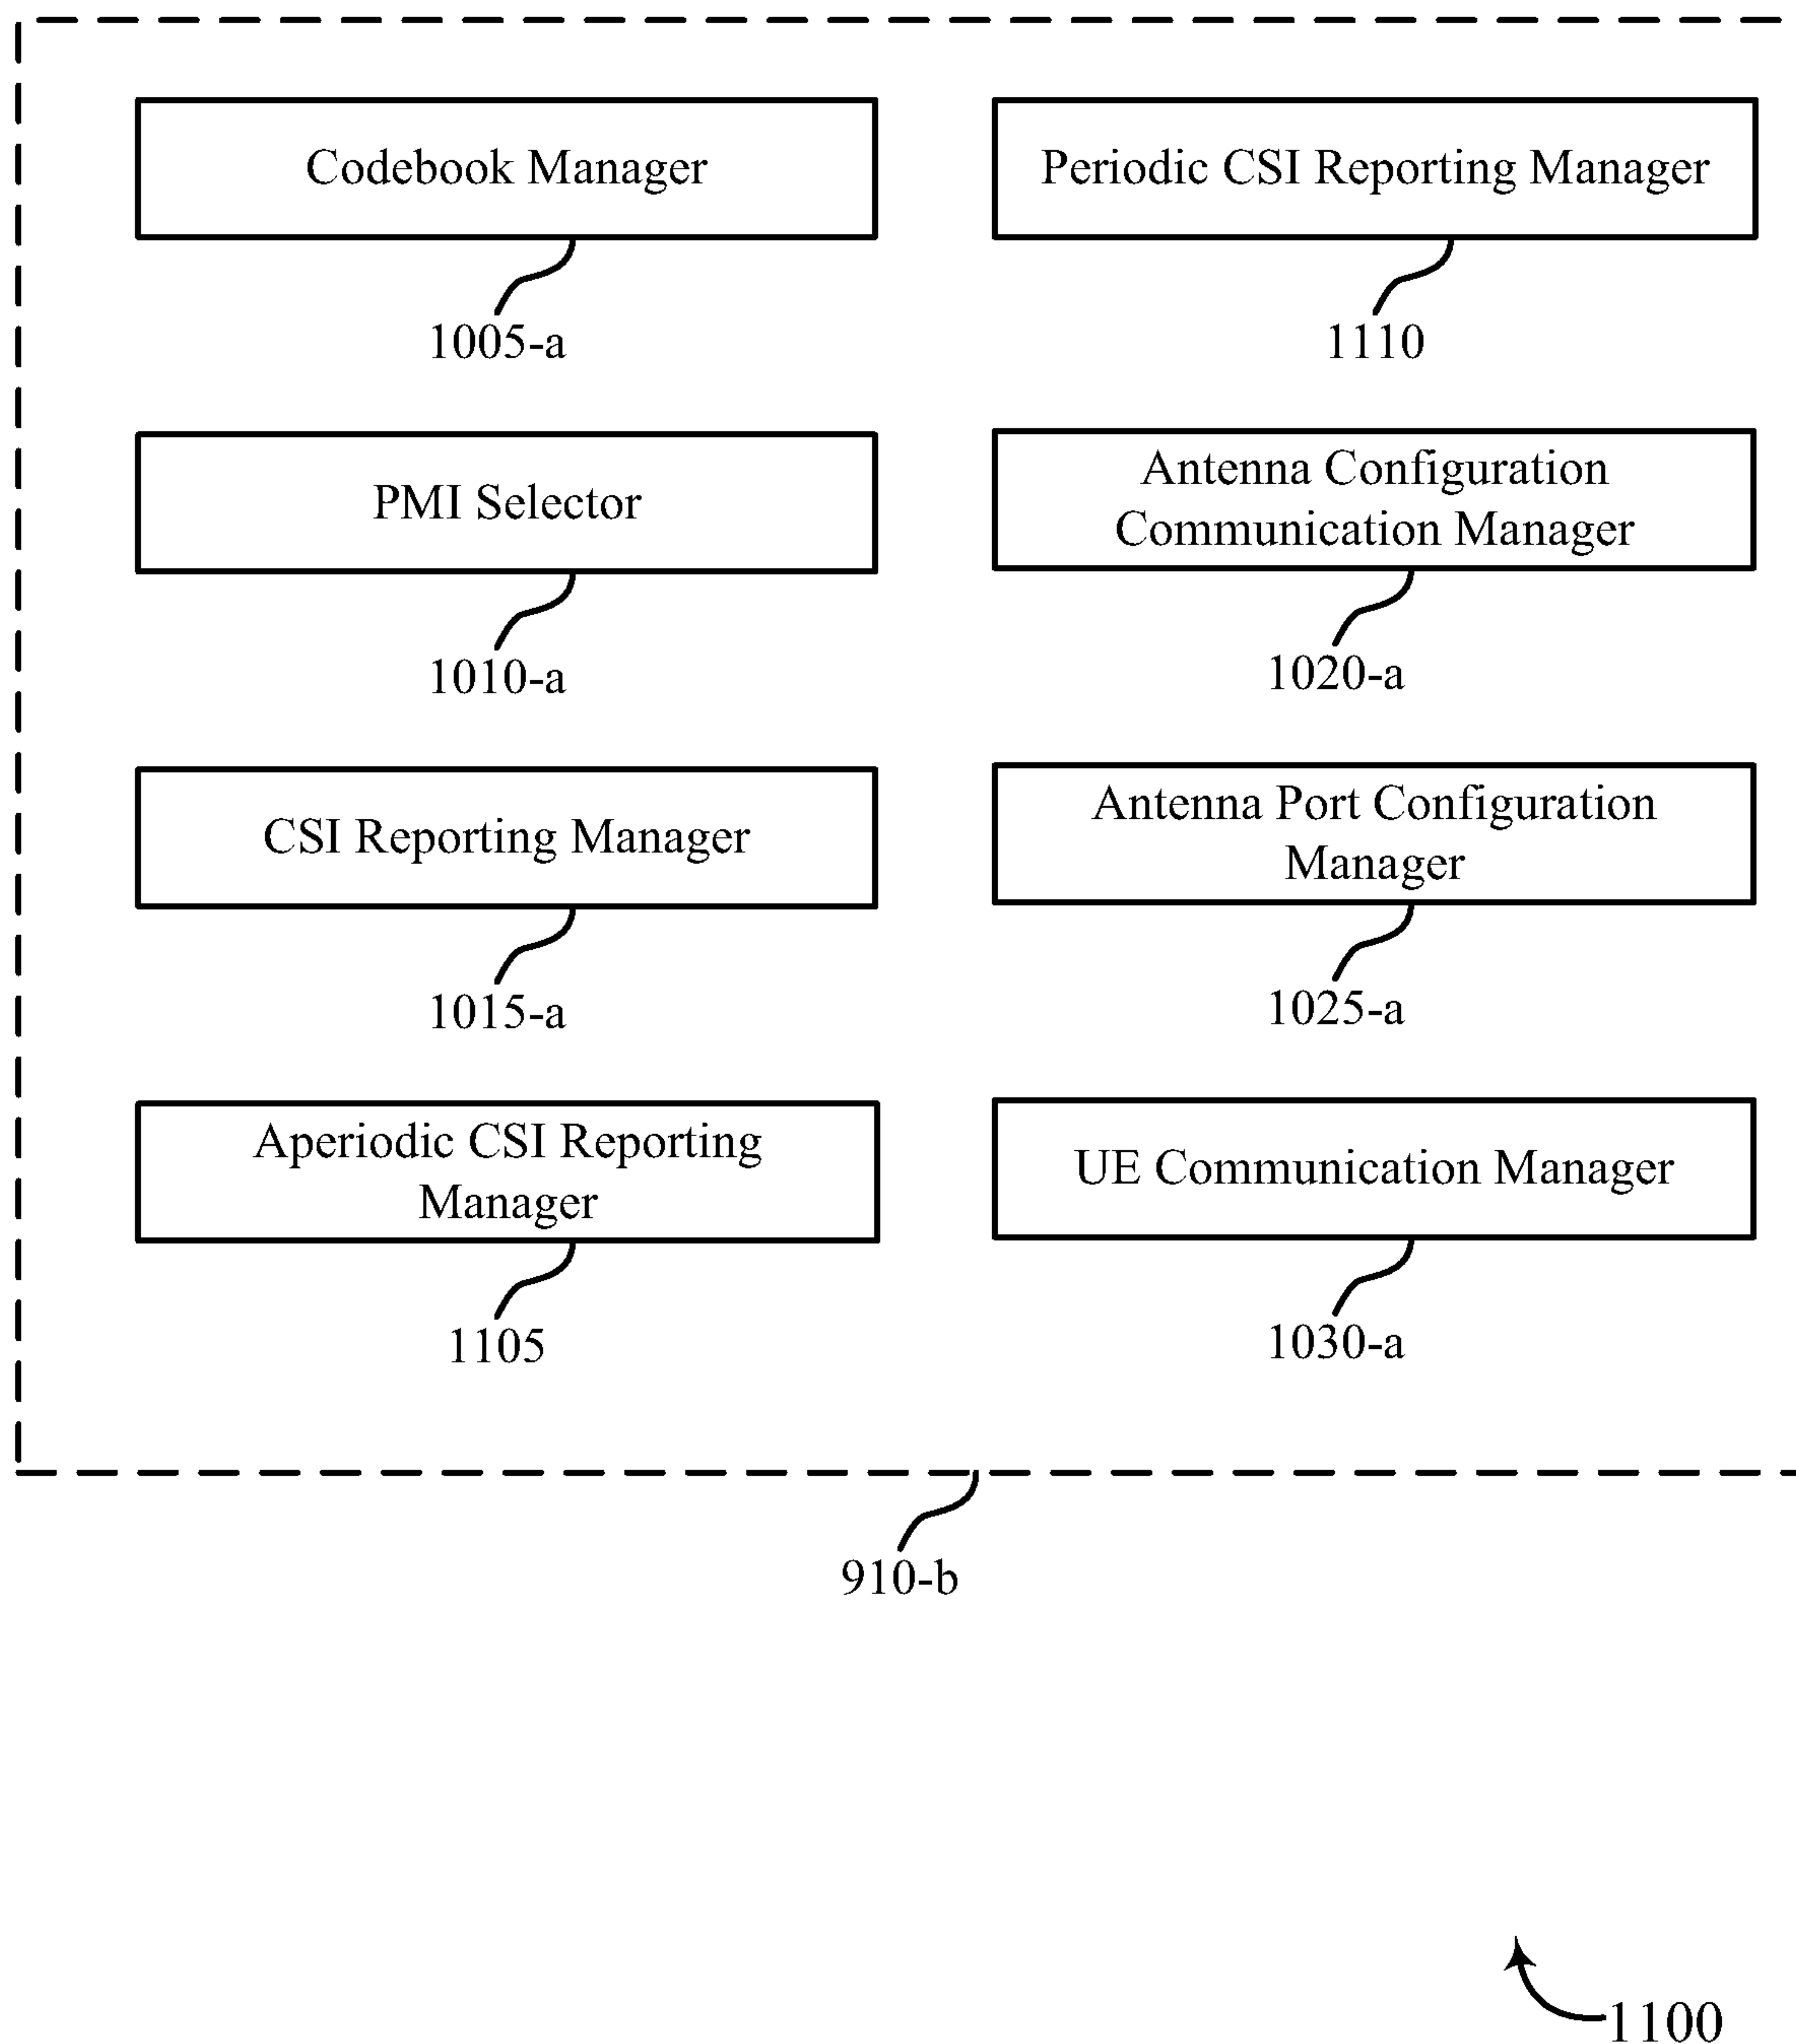 Codebook Manager
1005-a
Periodic CSI Reporting Manager
1110
PMI Selector
1010-a
Antenna Configuration
Communication Manager
1020-a
CSI Reporting Manager
1015-a
Antenna Port Configuration
Manager
1025-a
Aperiodic CSI Reporting
Manager
1105
UE Communication Manager
1030-a
910-b
1100